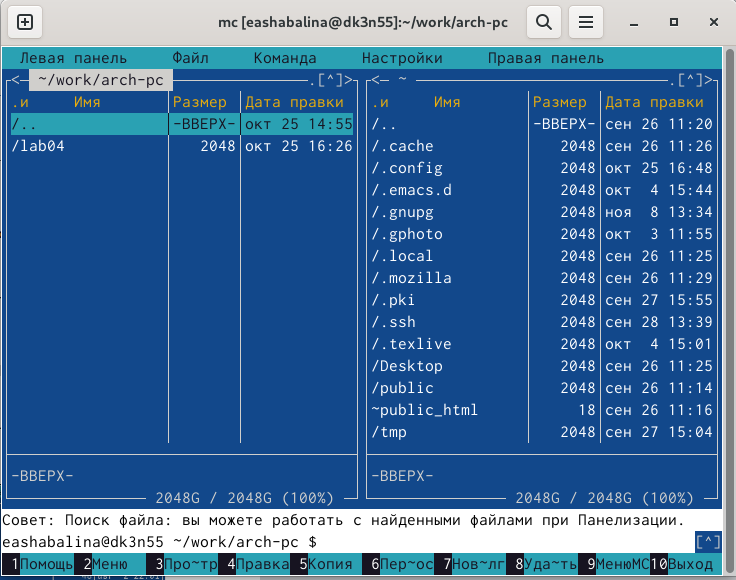 mc [eashabalina@dk3n55]:~/work/arch-pc
Левая панель Файл Команда Настройки Правая панель
<─ ~/work/arch-pc .[^]>
.и Имя Размер Дата правки
/.. -ВВЕРХ- окт 25 14:55
/lab04 2048 окт 25 16:26
-ВВЕРХ-
2048G / 2048G (100%)
<─ ~ .[^]>
.и Имя Размер Дата правки
/.. -ВВЕРХ- сен 26 11:20
/.cache 2048 сен 26 11:26
/.config 2048 окт 25 16:48
/.emacs.d 2048 окт 4 15:44
/.gnupg 2048 ноя 8 13:34
/.gphoto 2048 окт 3 11:55
/.local 2048 сен 26 11:25
/.mozilla 2048 сен 26 11:29
/.pki 2048 сен 27 15:55
/.ssh 2048 сен 28 13:39
/.texlive 2048 окт 4 15:01
/Desktop 2048 сен 26 11:25
/public 2048 сен 26 11:14
~public_html 18 сен 26 11:16
/tmp 2048 сен 27 15:04
-ВВЕРХ-
2048G / 2048G (100%)
Совет: Поиск файла: вы можете работать с найденными файлами при Панелизации.
eashabalina@dk3n55 ~/work/arch-pc $ [^]
1Помощь 2Меню 3Про~тр 4Правка 5Копия 6Пер~ос 7Нов~лг 8Уда~ть 9МенюMC 10Выход